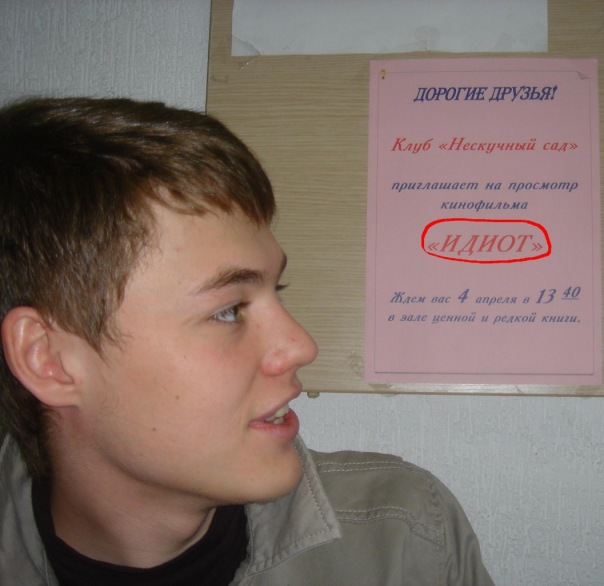 ДОРОГИЕ ДРУЗЬЯ!
Клуб «Нескучный сад»
приглашает на просмотр
кинофильма
«ИДИОТ»
Ждем вас 4 апреля в 13 40
в зале ценной и редкой книги.